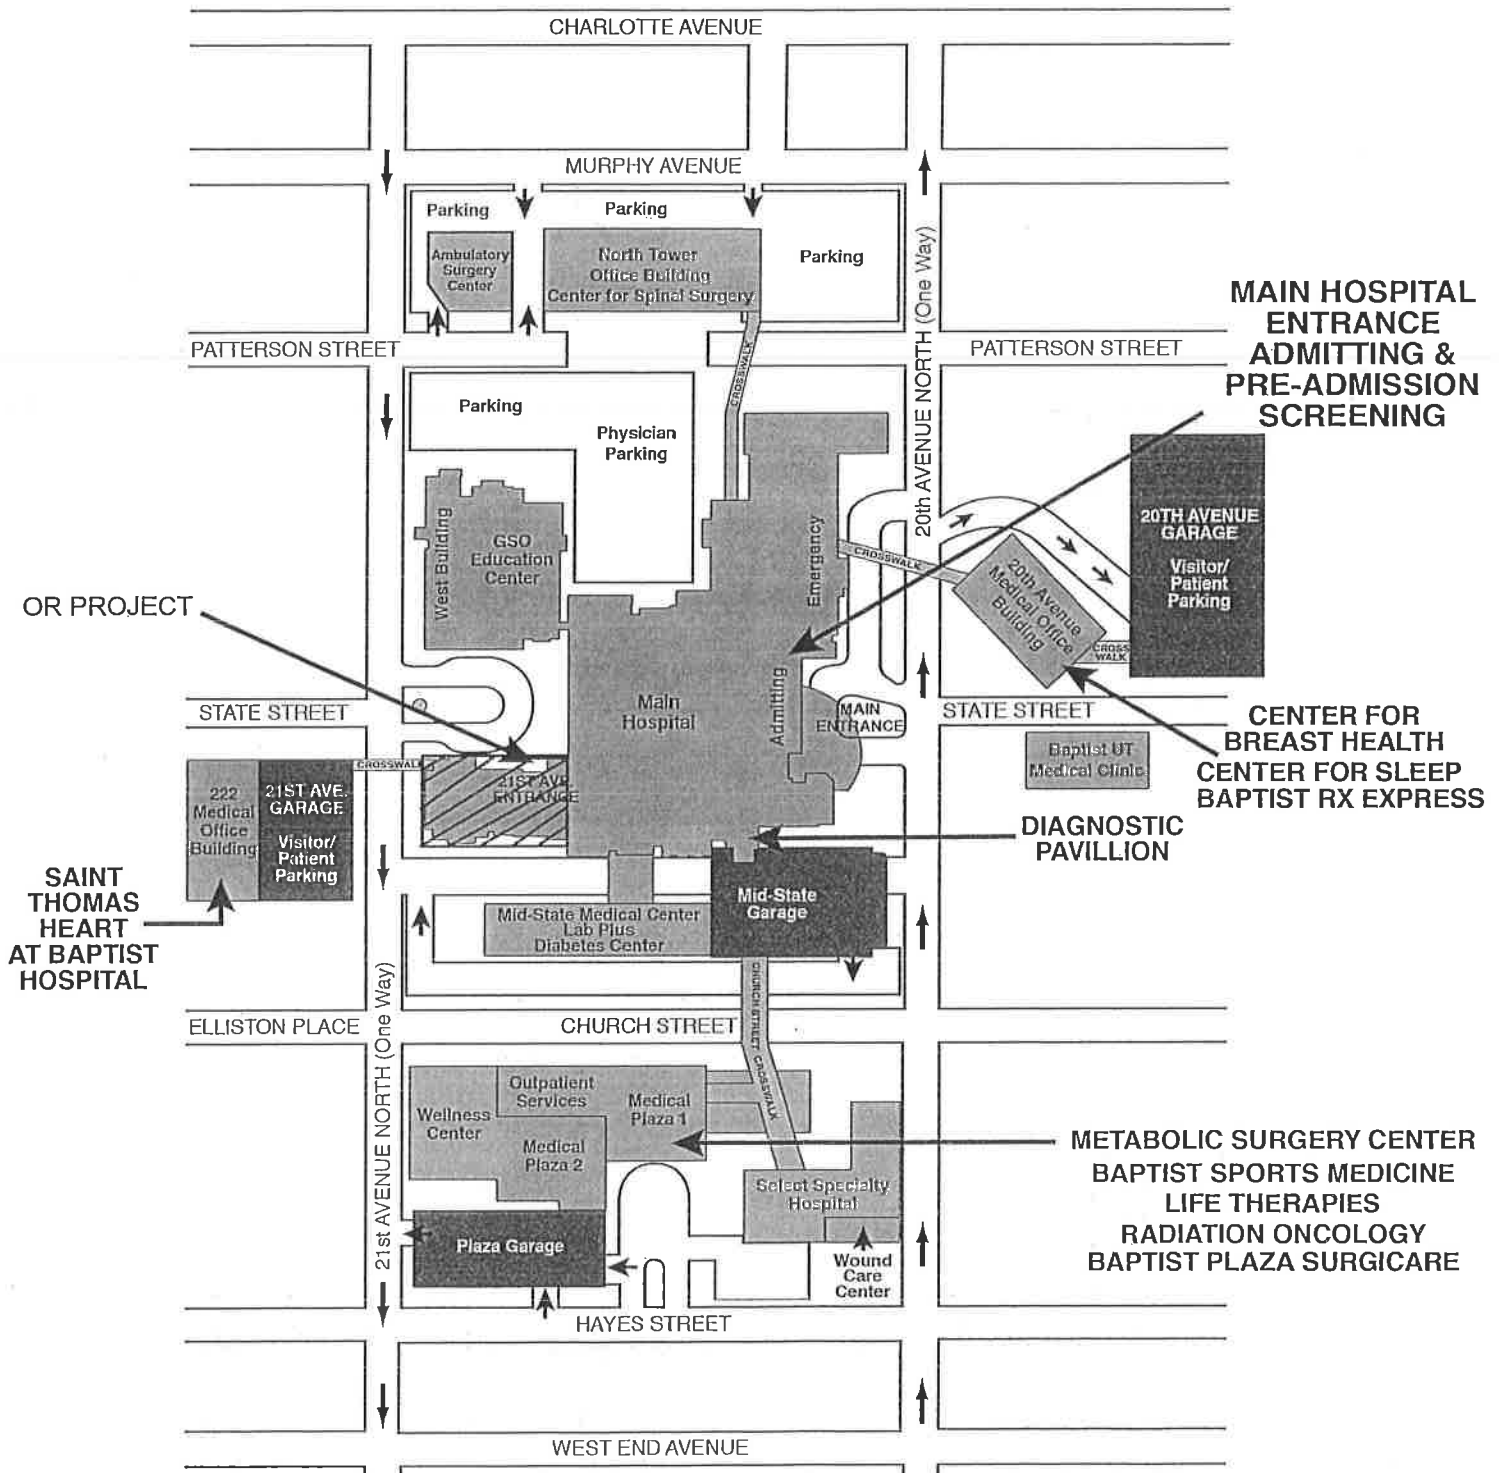 CHARLOTTE AVENUE
MURPHY AVENUE
Parking
Parking
Parking
Ambulatory
Surgery
Center
North Tower
Office Building
Center for Spinal Surgery
20th AVENUE NORTH (One Way)
PATTERSON STREET
PATTERSON STREET
CROSSWALK
MAIN HOSPITAL
ENTRANCE
ADMITTING &
PRE-ADMISSION
SCREENING
Parking
Physician
Parking
West Building
GSO
Education
Center
Emergency
CROSSWALK
20th Avenue
Medical Office
Building
20TH AVENUE
GARAGE
Visitor/
Patient
Parking
CROSS
WALK
OR PROJECT
Main
Hospital
Admitting
MAIN
ENTRANCE
STATE STREET
STATE STREET
Baptist UT
Medical Clinic
CENTER FOR
BREAST HEALTH
CENTER FOR SLEEP
BAPTIST RX EXPRESS
CROSSWALK
21ST AVE.
ENTRANCE
222
Medical
Office
Building
21ST AVE.
GARAGE
Visitor/
Patient
Parking
DIAGNOSTIC
PAVILLION
SAINT
THOMAS
HEART
AT BAPTIST
HOSPITAL
Mid-State
Garage
Mid-State Medical Center
Lab Plus
Diabetes Center
21st AVENUE NORTH (One Way)
ELLISTON PLACE
CHURCH STREET
CHURCH STREET CROSSWALK
Wellness
Center
Outpatient
Services
Medical
Plaza 1
Medical
Plaza 2
METABOLIC SURGERY CENTER
BAPTIST SPORTS MEDICINE
LIFE THERAPIES
RADIATION ONCOLOGY
BAPTIST PLAZA SURGICARE
Select Specialty
Hospital
Plaza Garage
Wound
Care
Center
HAYES STREET
WEST END AVENUE